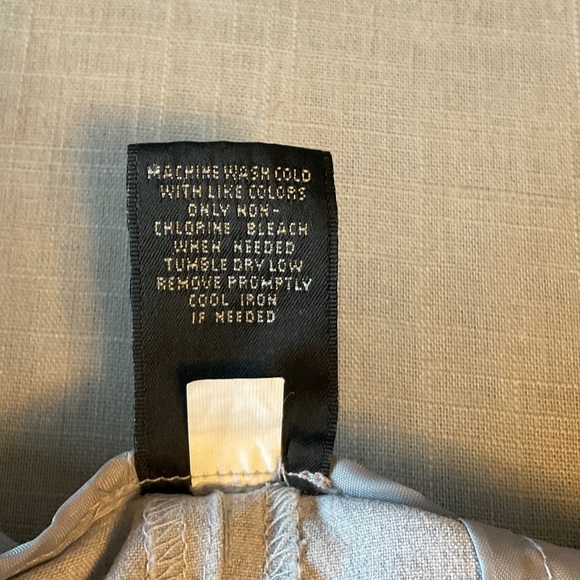 MACHINE WASH COLD
WITH LIKE COLORS
ONLY NON-
CHLORINE BLEACH
WHEN NEEDED
TUMBLE DRY LOW
REMOVE PROMPTLY
COOL IRON
IF NEEDED